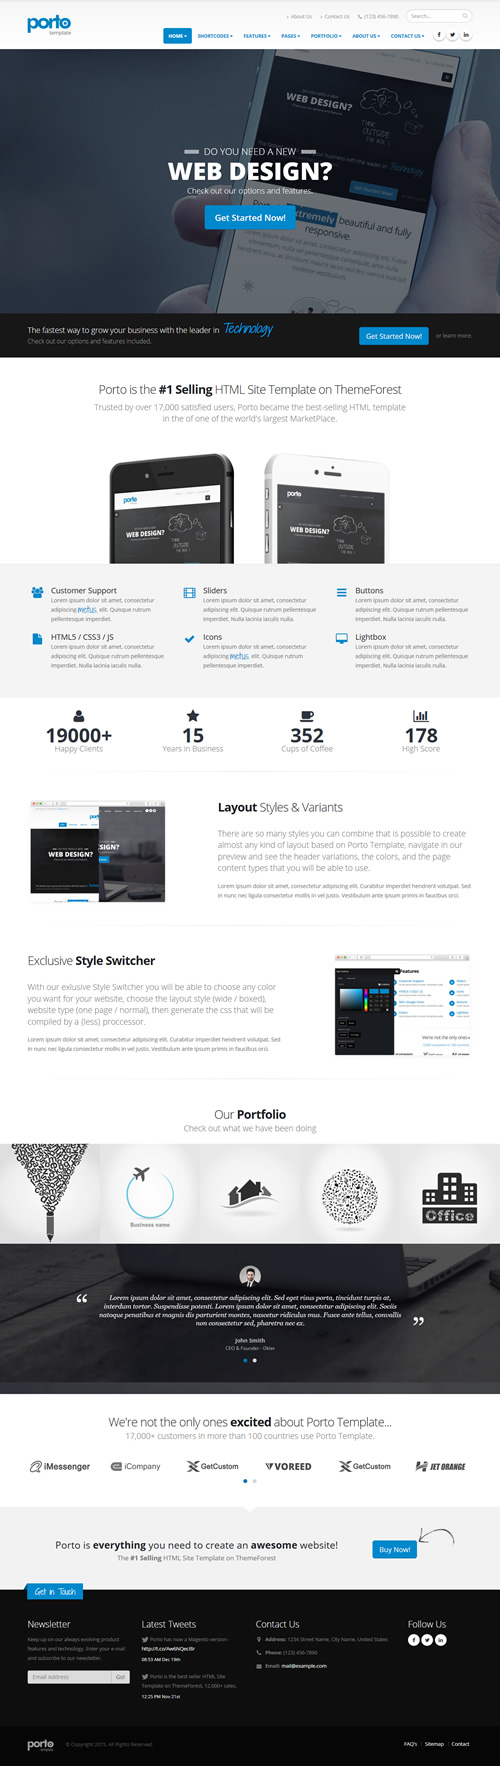 porto
template
About Us
Contact Us
(123) 456-7890
Search...
HOME
SHORTCODES
FEATURES
PAGES
PORTFOLIO
ABOUT US
CONTACT US
DO YOU NEED A NEW
WEB DESIGN?
Check out our options and features.
Get Started Now!
The fastest way to grow your business with the leader in Technology
Check out our options and features included.
Get Started Now!
or learn more.
Porto is the #1 Selling HTML Site Template on ThemeForest
Trusted by over 17,000 satisfied users, Porto became the best-selling HTML template
in the of one of the world's largest MarketPlace.
porto
WEB DESIGN?
porto
WEB DESIGN?
Customer Support
Lorem ipsum dolor sit amet, consectetur
adipiscing metus. elit. Quisque rutrum
pellentesque imperdiet.
Sliders
Lorem ipsum dolor sit amet, consectetur
adipiscing elit. Quisque rutrum pellentesque
imperdiet. Nulla lacinia iaculis nulla.
Buttons
Lorem ipsum dolor sit amet, consectetur
adipiscing elit. Quisque rutrum pellentesque
imperdiet. Nulla lacinia iaculis nulla.
HTML5 / CSS3 / JS
Lorem ipsum dolor sit amet, consectetur
adipiscing elit. Quisque rutrum pellentesque
imperdiet. Nulla lacinia iaculis nulla.
Icons
Lorem ipsum dolor sit amet, consectetur
adipiscing metus. elit. Quisque rutrum
pellentesque imperdiet.
Lightbox
Lorem ipsum dolor sit amet, consectetur
adipiscing elit. Quisque rutrum pellentesque
imperdiet. Nulla lacinia iaculis nulla.
19000+
Happy Clients
15
Years in Business
352
Cups of Coffee
178
High Score
WEB DESIGN?
DESIGN?
Layout Styles & Variants
There are so many styles you can combine that is possible to create
almost any kind of layout based on Porto Template, navigate in our
preview and see the header variations, the colors, and the page
content types that you will be able to use.
Lorem ipsum dolor sit amet, consectetur adipiscing elit. Curabitur imperdiet hendrerit volutpat. Sed
in nunc nec ligula consectetur mollis in vel justo. Vestibulum ante ipsum primis in faucibus orci.
Exclusive Style Switcher
With our exlusive Style Switcher you will be able to choose any color
you want for your website, choose the layout style (wide / boxed),
website type (one page / normal), then generate the css that will be
compiled by a {less} proccessor.
Lorem ipsum dolor sit amet, consectetur adipiscing elit. Curabitur imperdiet hendrerit volutpat. Sed
in nunc nec ligula consectetur mollis in vel justo. Vestibulum ante ipsum primis in faucibus orci.
Features
We're not the only ones
Our Portfolio
Check out what we have been doing
Business name
Office
“ Lorem ipsum dolor sit amet, consectetur adipiscing elit. Sed eget risus porta, tincidunt turpis at,
interdum tortor. Suspendisse potenti. Lorem ipsum dolor sit amet, consectetur adipiscing elit. Sociis
natoque penatibus et magnis dis parturient montes, nascetur ridiculus mus. Fusce ante tellus, convallis
non consectetur sed, pharetra nec ex. ”
John Smith
CEO & Founder - Okler
We're not the only ones excited about Porto Template...
17,000+ customers in more than 100 countries use Porto Template.
iMessenger
iCompany
GetCustom
VOREED
GetCustom
JET ORANGE
Porto is everything you need to create an awesome website!
The #1 Selling HTML Site Template on ThemeForest
Buy Now!
Get in Touch
Newsletter
Keep up on our always evolving product
features and technology. Enter your e-mail
and subscribe to our newsletter.
Email Address
Go!
Latest Tweets
Porto has now a Magento version -
08:53 AM Dec 19th
Porto is the best seller HTML Site
Template on ThemeForest, 12.000+ sales.
12:25 PM Nov 21st
Contact Us
Address: 1234 Street Name, City Name, United States
Phone: (123) 456-7890
Email: mail@example.com
Follow Us
porto
template
© Copyright 2015. All Rights Reserved.
FAQ's
Sitemap
Contact